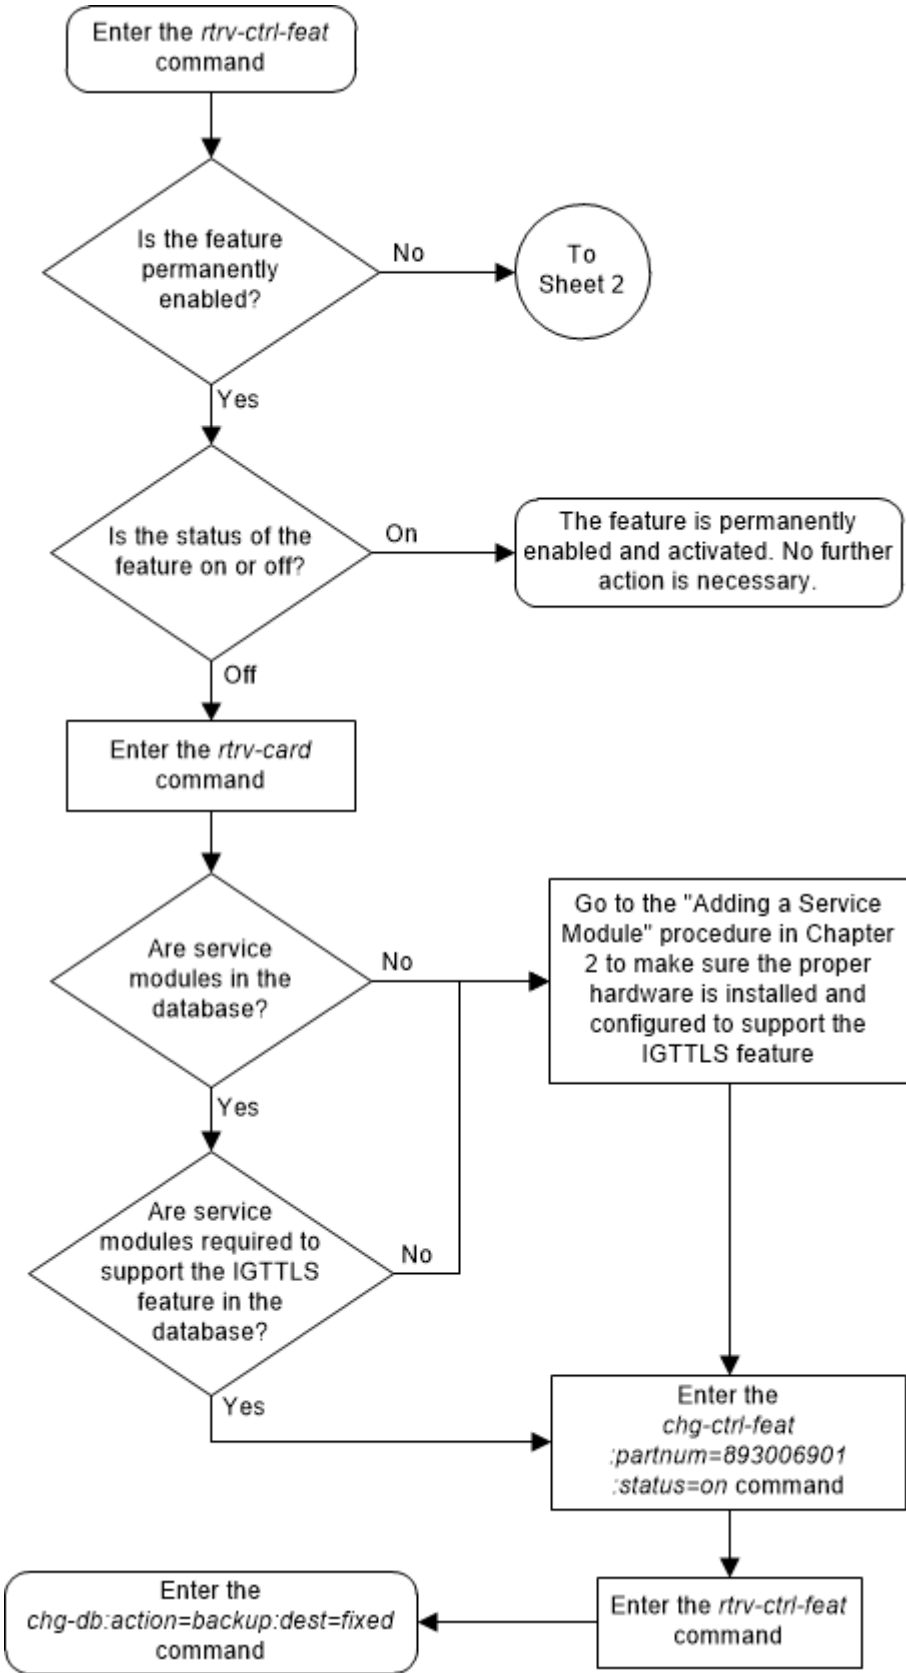 Enter the rtrv-ctrl-feat
command
Is the feature
permanently
enabled?
No
To
Sheet 2
Yes
Is the status of the
feature on or off?
On
The feature is permanently
enabled and activated. No further
action is necessary.
Off
Enter the rtrv-card
command
Are service
modules in the
database?
No
Go to the "Adding a Service
Module" procedure in Chapter
2 to make sure the proper
hardware is installed and
configured to support the
IGTTLS feature
Yes
Are service
modules required to
support the IGTTLS
feature in the
database?
No
Yes
Enter the
chg-ctrl-feat
:partnum=893006901
:status=on command
Enter the rtrv-ctrl-feat
command
Enter the
chg-db:action=backup:dest=fixed
command